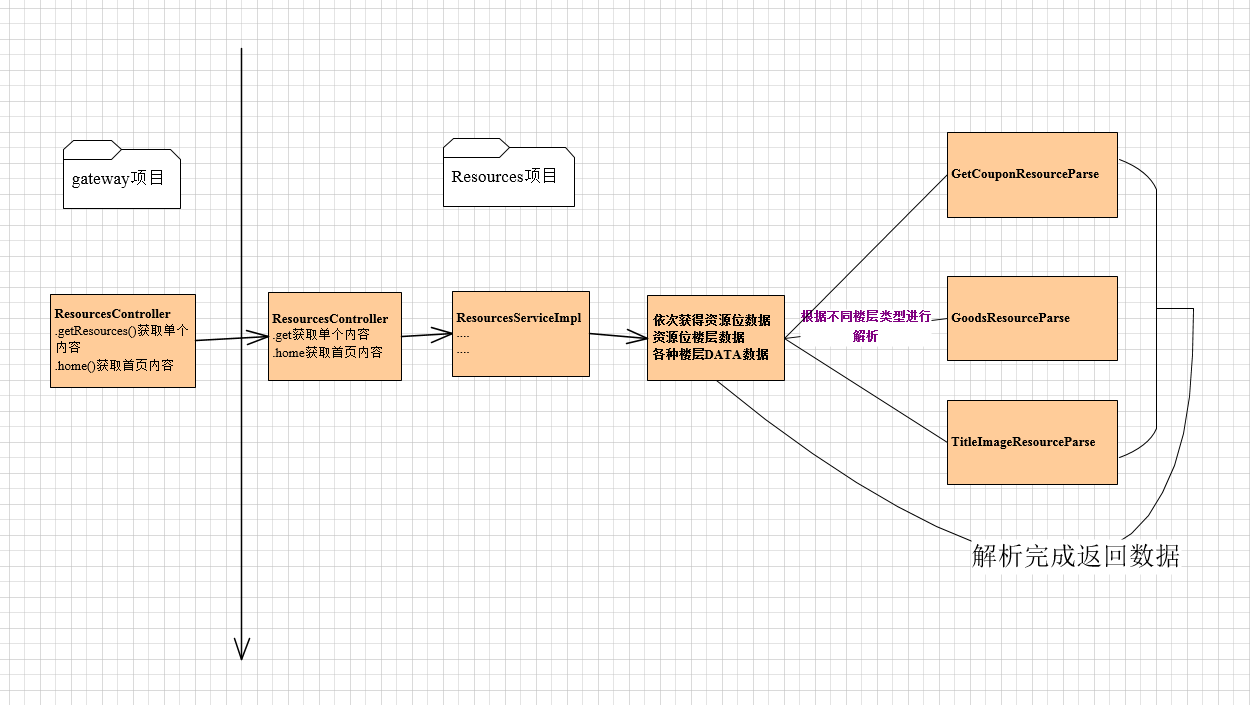 gateway项目
Resources项目
ResourcesController
.getResources()获取单个
内容
.home()获取首页内容
ResourcesController
.get获取单个内容
.home获取首页内容
ResourcesServiceImpl
....
....
依次获得资源位数据
资源位楼层数据
各种楼层DATA数据
根据不同楼层类型进行
解析
GetCouponResourceParse
GoodsResourceParse
TitleImageResourceParse
解析完成返回数据